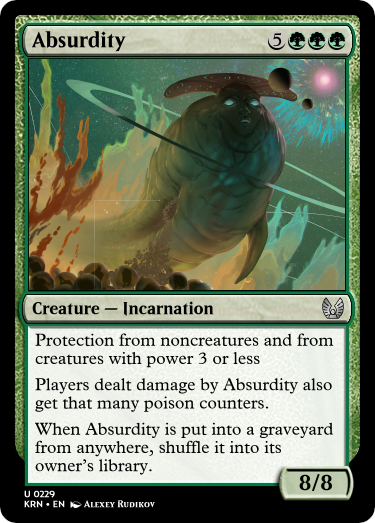 Absurdity 5
Creature — Incarnation
Protection from noncreatures and from
creatures with power 3 or less
Players dealt damage by Absurdity also
get that many poison counters.
When Absurdity is put into a graveyard
from anywhere, shuffle it into its
owner's library.
8/8
U 0229
KRN • EN Alexey Rudikov